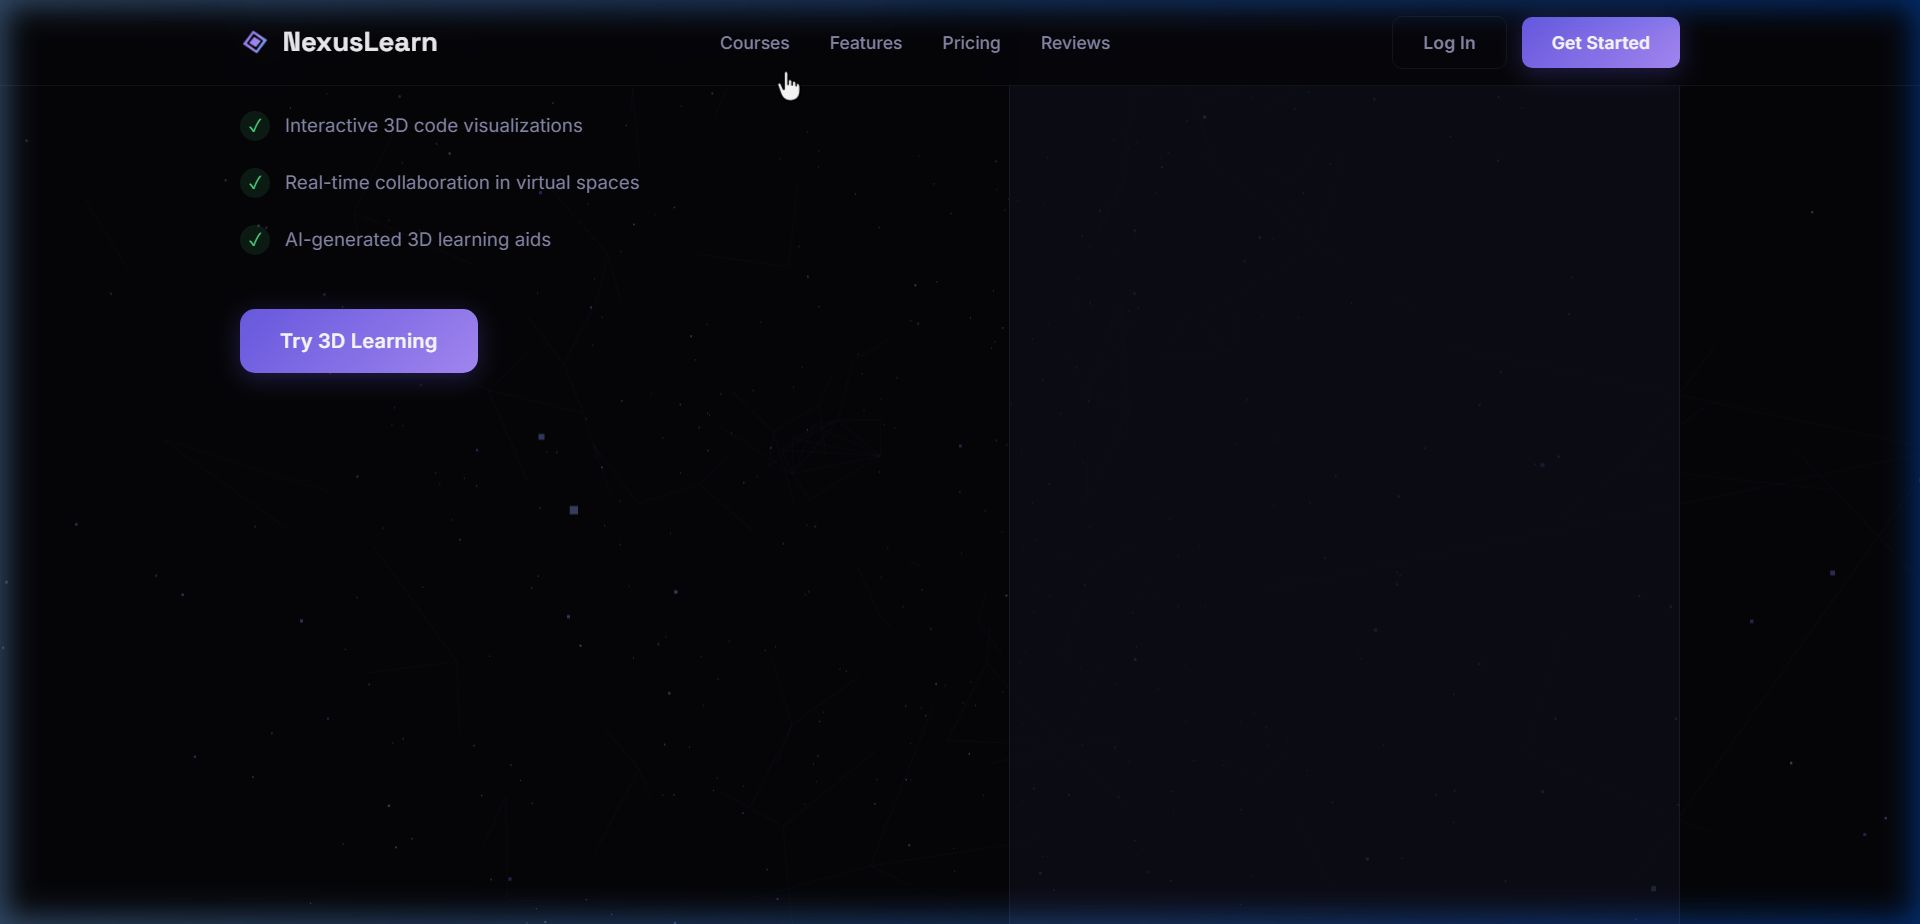 NexusLearn
Courses Features Pricing Reviews
Log In Get Started
Interactive 3D code visualizations
Real-time collaboration in virtual spaces
AI-generated 3D learning aids
Try 3D Learning